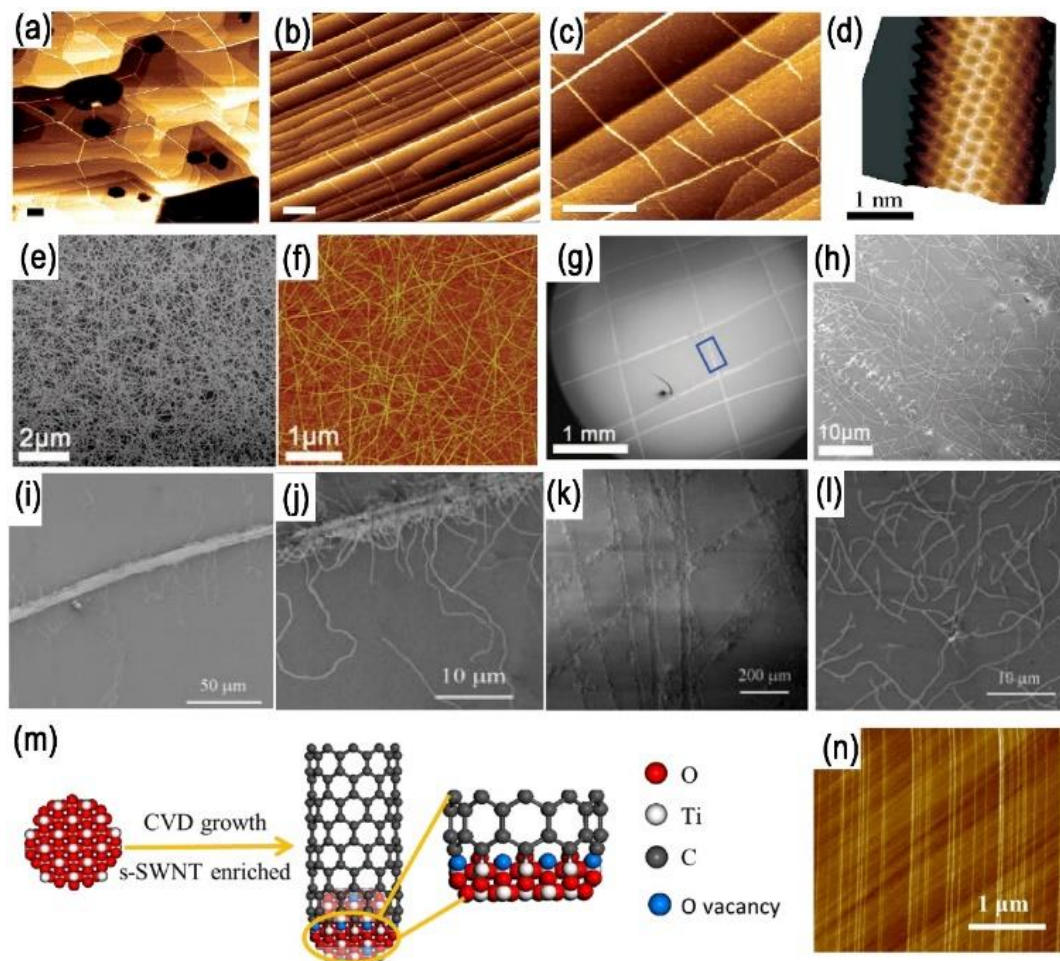 (a)
(b)
(c)
(d)
1 nm
(e)
(f)
(g)
(h)
2μm
1μm
1 mm
10μm
(i)
(j)
(k)
(l)
50 μm
10 μm
200 μm
10 μm
(m)
(n)
CVD growth
s-SWNT enriched
O
Ti
C
O vacancy
1 μm